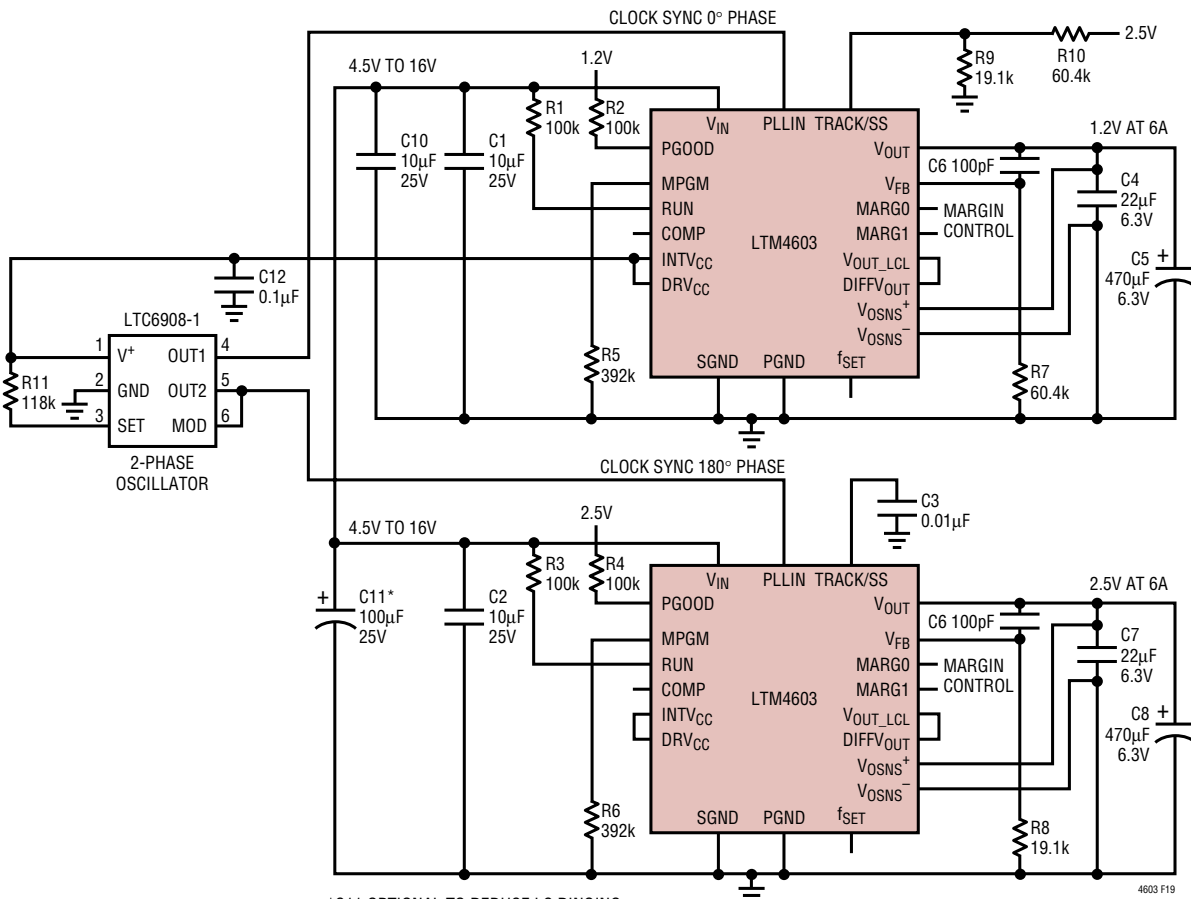 CLOCK SYNC 0° PHASE
4.5V TO 16V
1.2V
R9
19.1k
R10
60.4k
2.5V
C10
10µF
25V
C1
10µF
25V
R1
100k
R2
100k
VIN
PLLIN
TRACK/SS
PGOOD
MPGM
RUN
COMP
INTVCC
DRVCC
LTM4603
VOUT
VFB
MARG0
MARG1
VOUT_LCL
DIFFVOUT
VOSNS+
VOSNS–
SGND
PGND
fSET
1.2V AT 6A
C6 100pF
MARGIN
CONTROL
C4
22µF
6.3V
C5
470µF
6.3V
+
R5
392k
R7
60.4k
C12
0.1µF
LTC6908-1
R11
118k
1
V+
OUT1
4
2
GND
OUT2
5
3
SET
MOD
6
2-PHASE
OSCILLATOR
CLOCK SYNC 180° PHASE
4.5V TO 16V
2.5V
C3
0.01µF
+
C11*
100µF
25V
C2
10µF
25V
R3
100k
R4
100k
VIN
PLLIN
TRACK/SS
PGOOD
MPGM
RUN
COMP
INTVCC
DRVCC
LTM4603
VOUT
VFB
MARG0
MARG1
VOUT_LCL
DIFFVOUT
VOSNS+
VOSNS–
SGND
PGND
fSET
2.5V AT 6A
C6 100pF
MARGIN
CONTROL
C7
22µF
6.3V
C8
470µF
6.3V
+
R6
392k
R8
19.1k
4603 F19